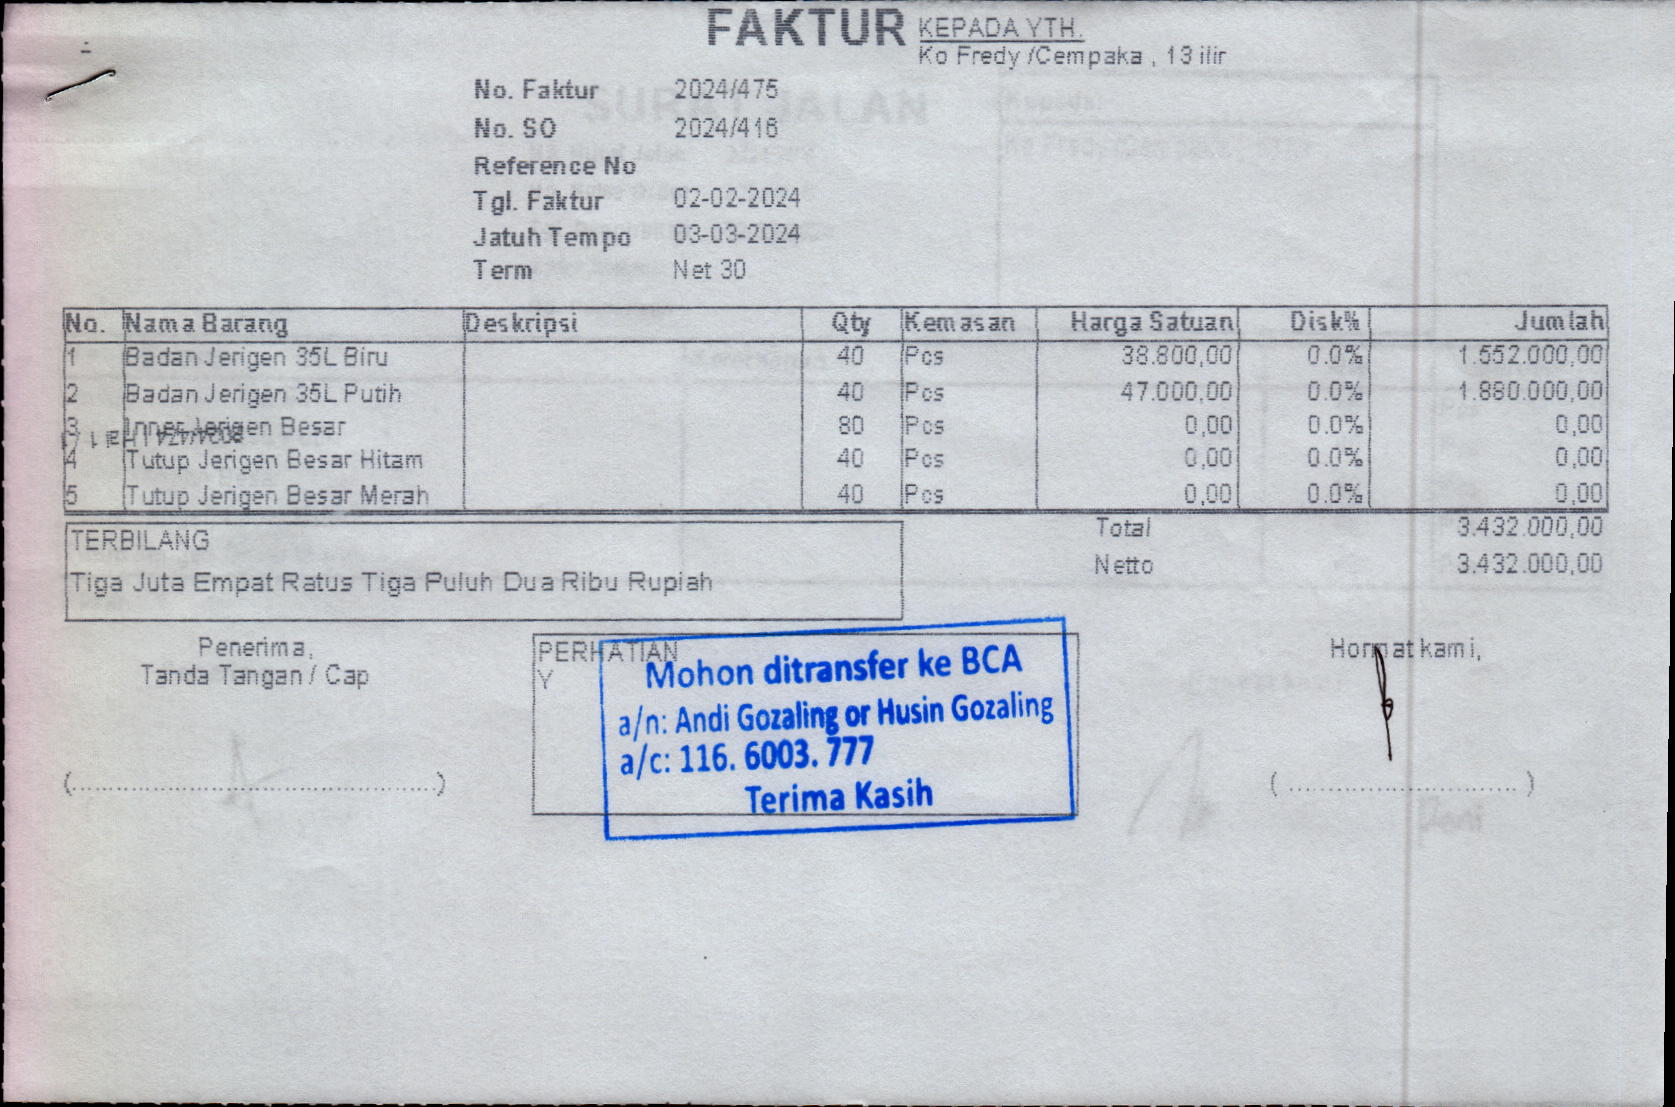 FAKTUR
KEPADA YTH.
Ko Fredy /Cempaka , 13 ilir
No. Faktur 2024/475
No. SO 2024/416
Reference No
Tgl. Faktur 02-02-2024
Jatuh Tempo 03-03-2024
Term Net 30
No. Nama Barang Deskripsi Qty Kemasan Harga Satuan Disk% Jumlah
1 Badan Jerigen 35L Biru 40 Pcs 38.800,00 0.0% 1.552.000,00
2 Badan Jerigen 35L Putih 40 Pcs 47.000,00 0.0% 1.880.000,00
3 Inner Jerigen Besar 80 Pcs 0,00 0.0% 0,00
4 Tutup Jerigen Besar Hitam 40 Pcs 0,00 0.0% 0,00
5 Tutup Jerigen Besar Merah 40 Pcs 0,00 0.0% 0,00
Total 3.432.000,00
Netto 3.432.000,00
TERBILANG
Tiga Juta Empat Ratus Tiga Puluh Dua Ribu Rupiah
Penerima,
Tanda Tangan / Cap
(........................................)
PERHATIAN
Y
Mohon ditransfer ke BCA
a/n: Andi Gozaling or Husin Gozaling
a/c: 116. 6003. 777
Terima Kasih
Hormat kami,
(............................)